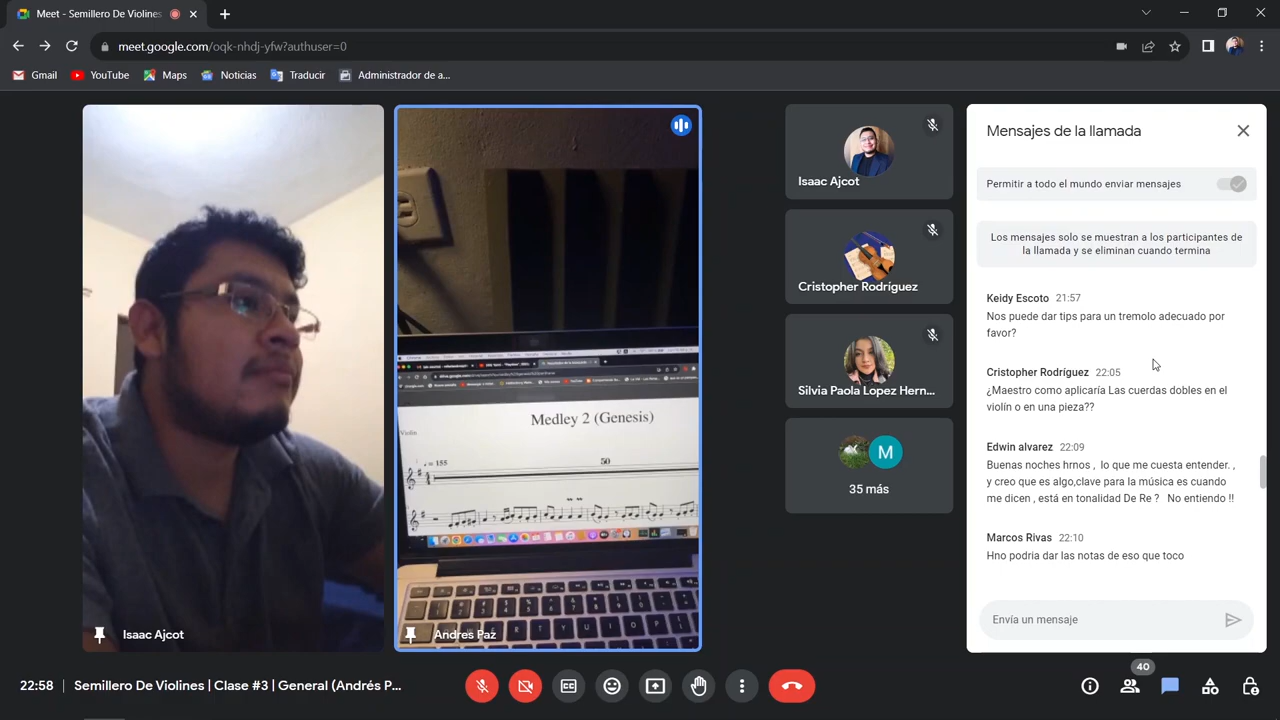 Meet - Semillero De Violines
meet.google.com/oqk-nhdj-yfw?authuser=0
Gmail
YouTube
Maps
Noticias
Traducir
Administrador de a...
Medley 2 (Genesis)
Violin
= 155
Isaac Ajcot
Andres Paz
Isaac Ajcot
Cristopher Rodríguez
Silvia Paola Lopez Hern...
M
35 más
Mensajes de la llamada
Permitir a todo el mundo enviar mensajes
Los mensajes solo se muestran a los participantes de
la llamada y se eliminan cuando termina
Keidy Escoto 21:57
Nos puede dar tips para un tremolo adecuado por
favor?
Cristopher Rodríguez 22:05
¿Maestro como aplicaría Las cuerdas dobles en el
violín o en una pieza??
Edwin alvarez 22:09
Buenas noches hrnos , lo que me cuesta entender. ,
y creo que es algo,clave para la música es cuando
me dicen , está en tonalidad De Re ? No entiendo !!
Marcos Rivas 22:10
Hno podria dar las notas de eso que toco
Envía un mensaje
22:58 | Semillero De Violines | Clase #3 | General (Andrés P...
40